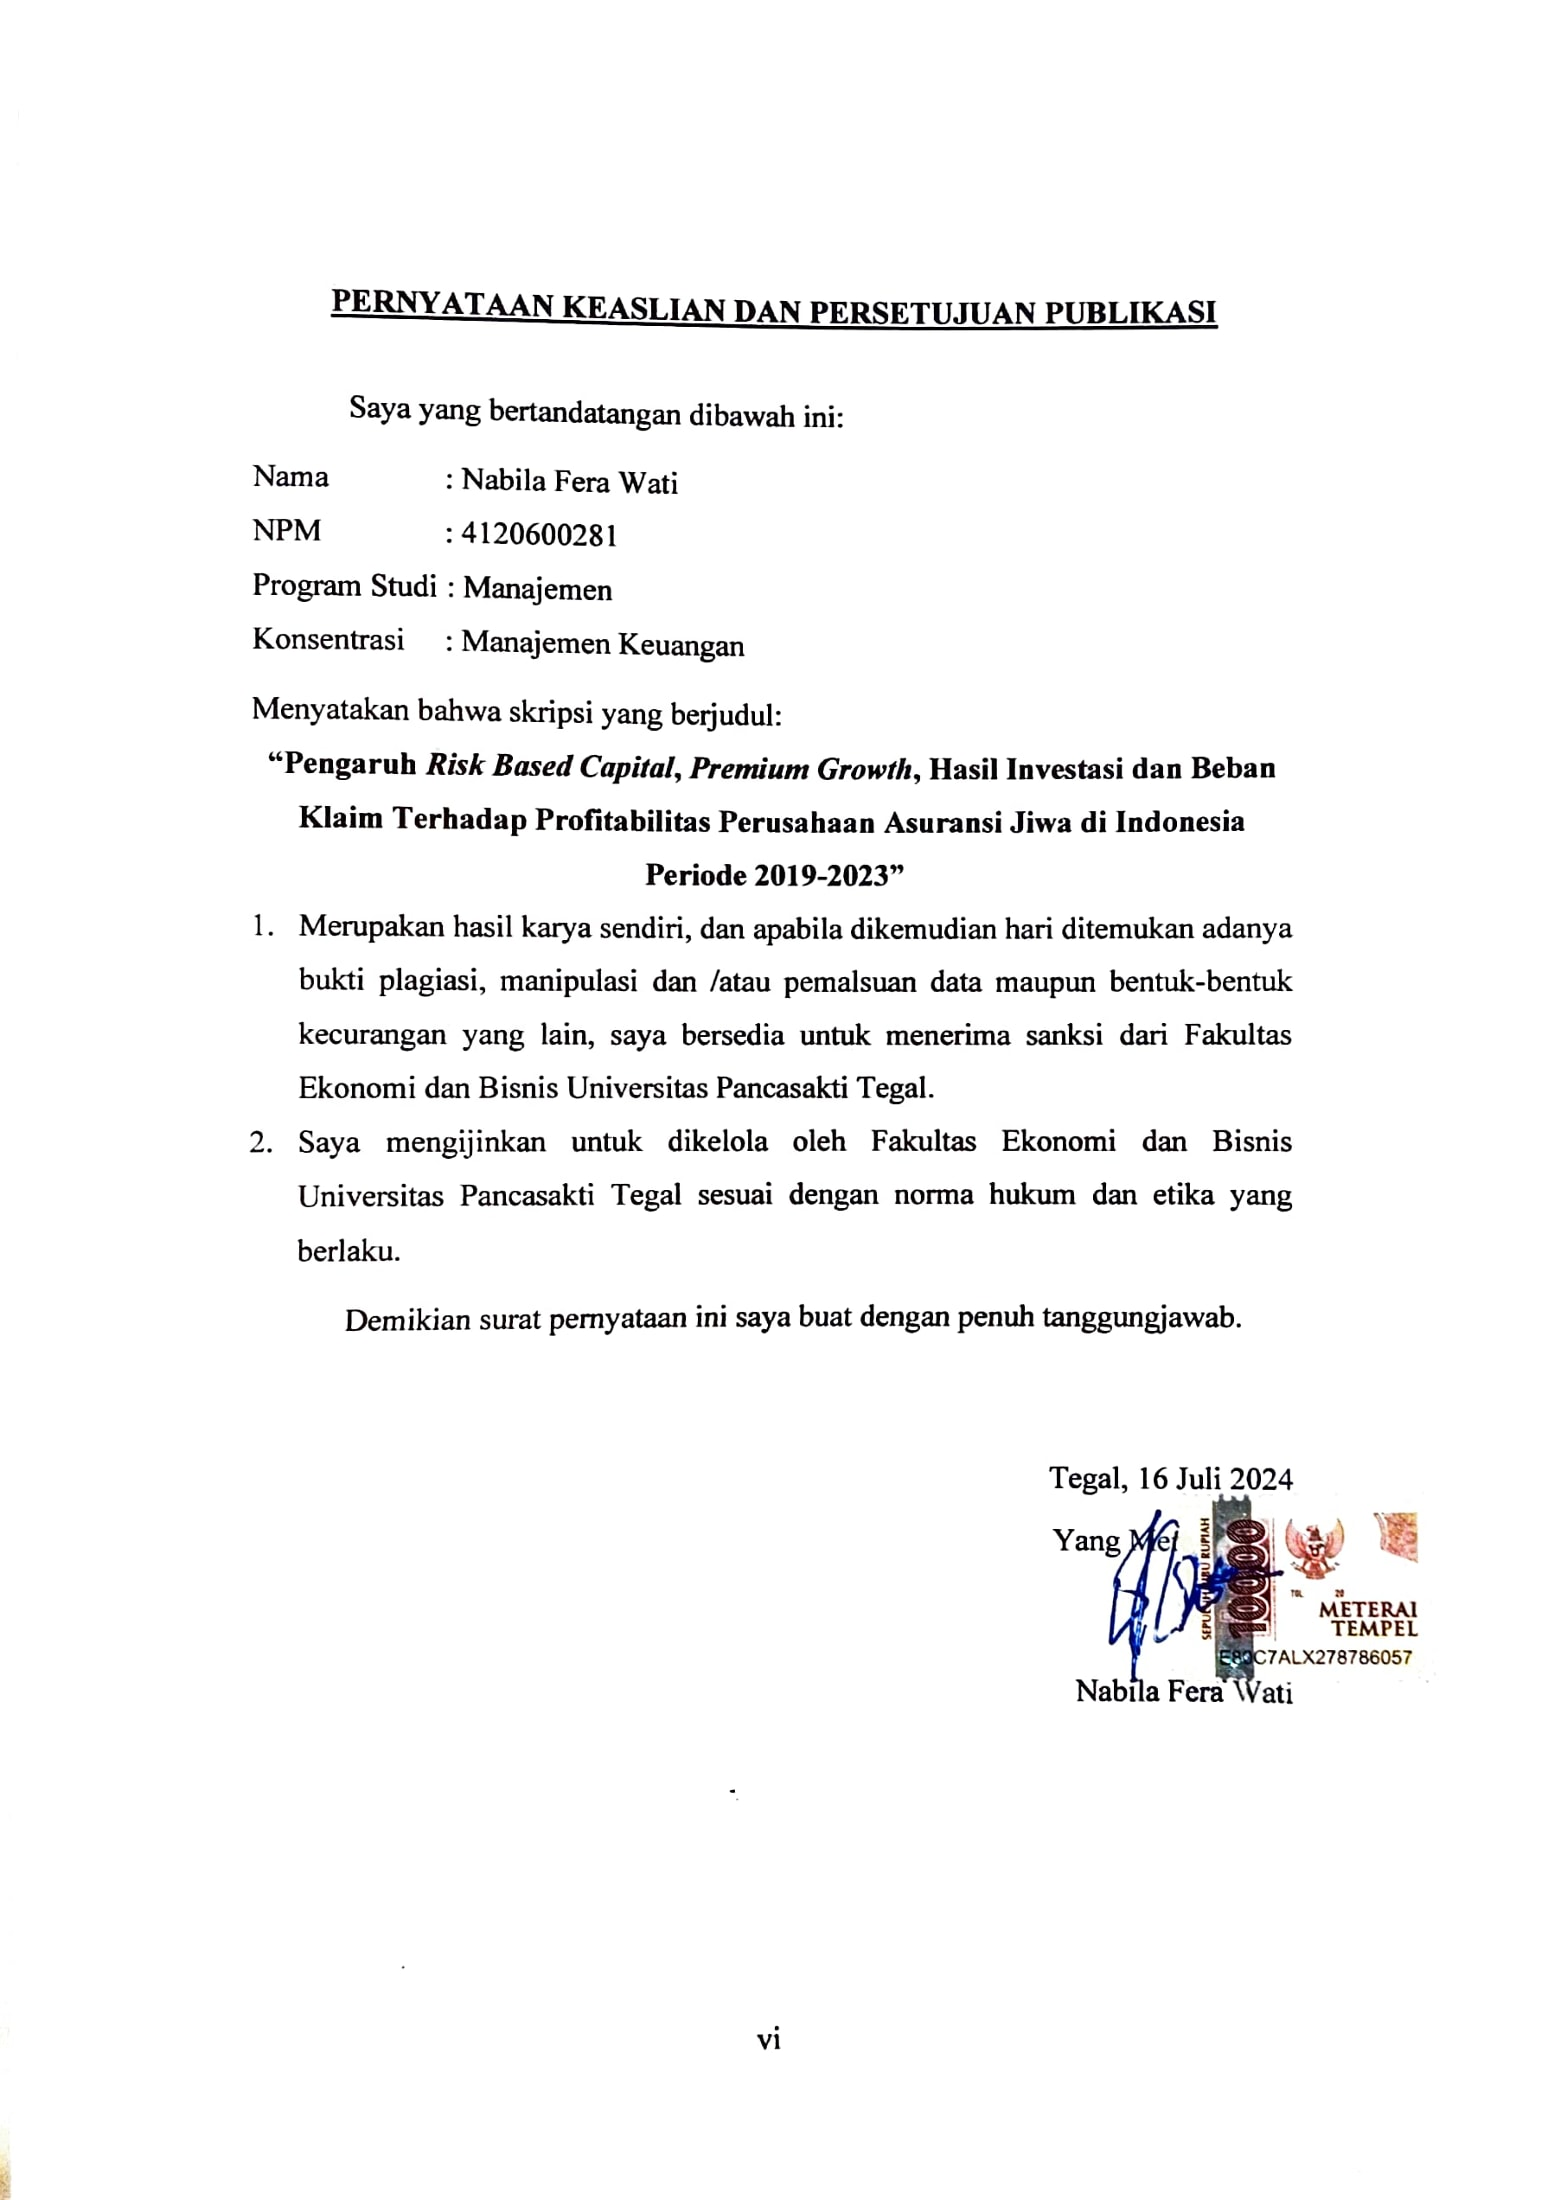 PERNYATAAN KEASLIAN DAN PERSETUJUAN PUBLIKASI
Saya yang bertandatangan dibawah ini:
Nama : Nabila Fera Wati
NPM : 4120600281
Program Studi : Manajemen
Konsentrasi : Manajemen Keuangan
Menyatakan bahwa skripsi yang berjudul:
“Pengaruh Risk Based Capital, Premium Growth, Hasil Investasi dan Beban
Klaim Terhadap Profitabilitas Perusahaan Asuransi Jiwa di Indonesia
Periode 2019-2023”
1. Merupakan hasil karya sendiri, dan apabila dikemudian hari ditemukan adanya
bukti plagiasi, manipulasi dan /atau pemalsuan data maupun bentuk-bentuk
kecurangan yang lain, saya bersedia untuk menerima sanksi dari Fakultas
Ekonomi dan Bisnis Universitas Pancasakti Tegal.
2. Saya mengijinkan untuk dikelola oleh Fakultas Ekonomi dan Bisnis
Universitas Pancasakti Tegal sesuai dengan norma hukum dan etika yang
berlaku.
Demikian surat pernyataan ini saya buat dengan penuh tanggungjawab.
Tegal, 16 Juli 2024
Yang
RUPIAH
10000
TGL 20
METERAI
TEMPEL
C7ALX278786057
Nabila Fera Wati
vi